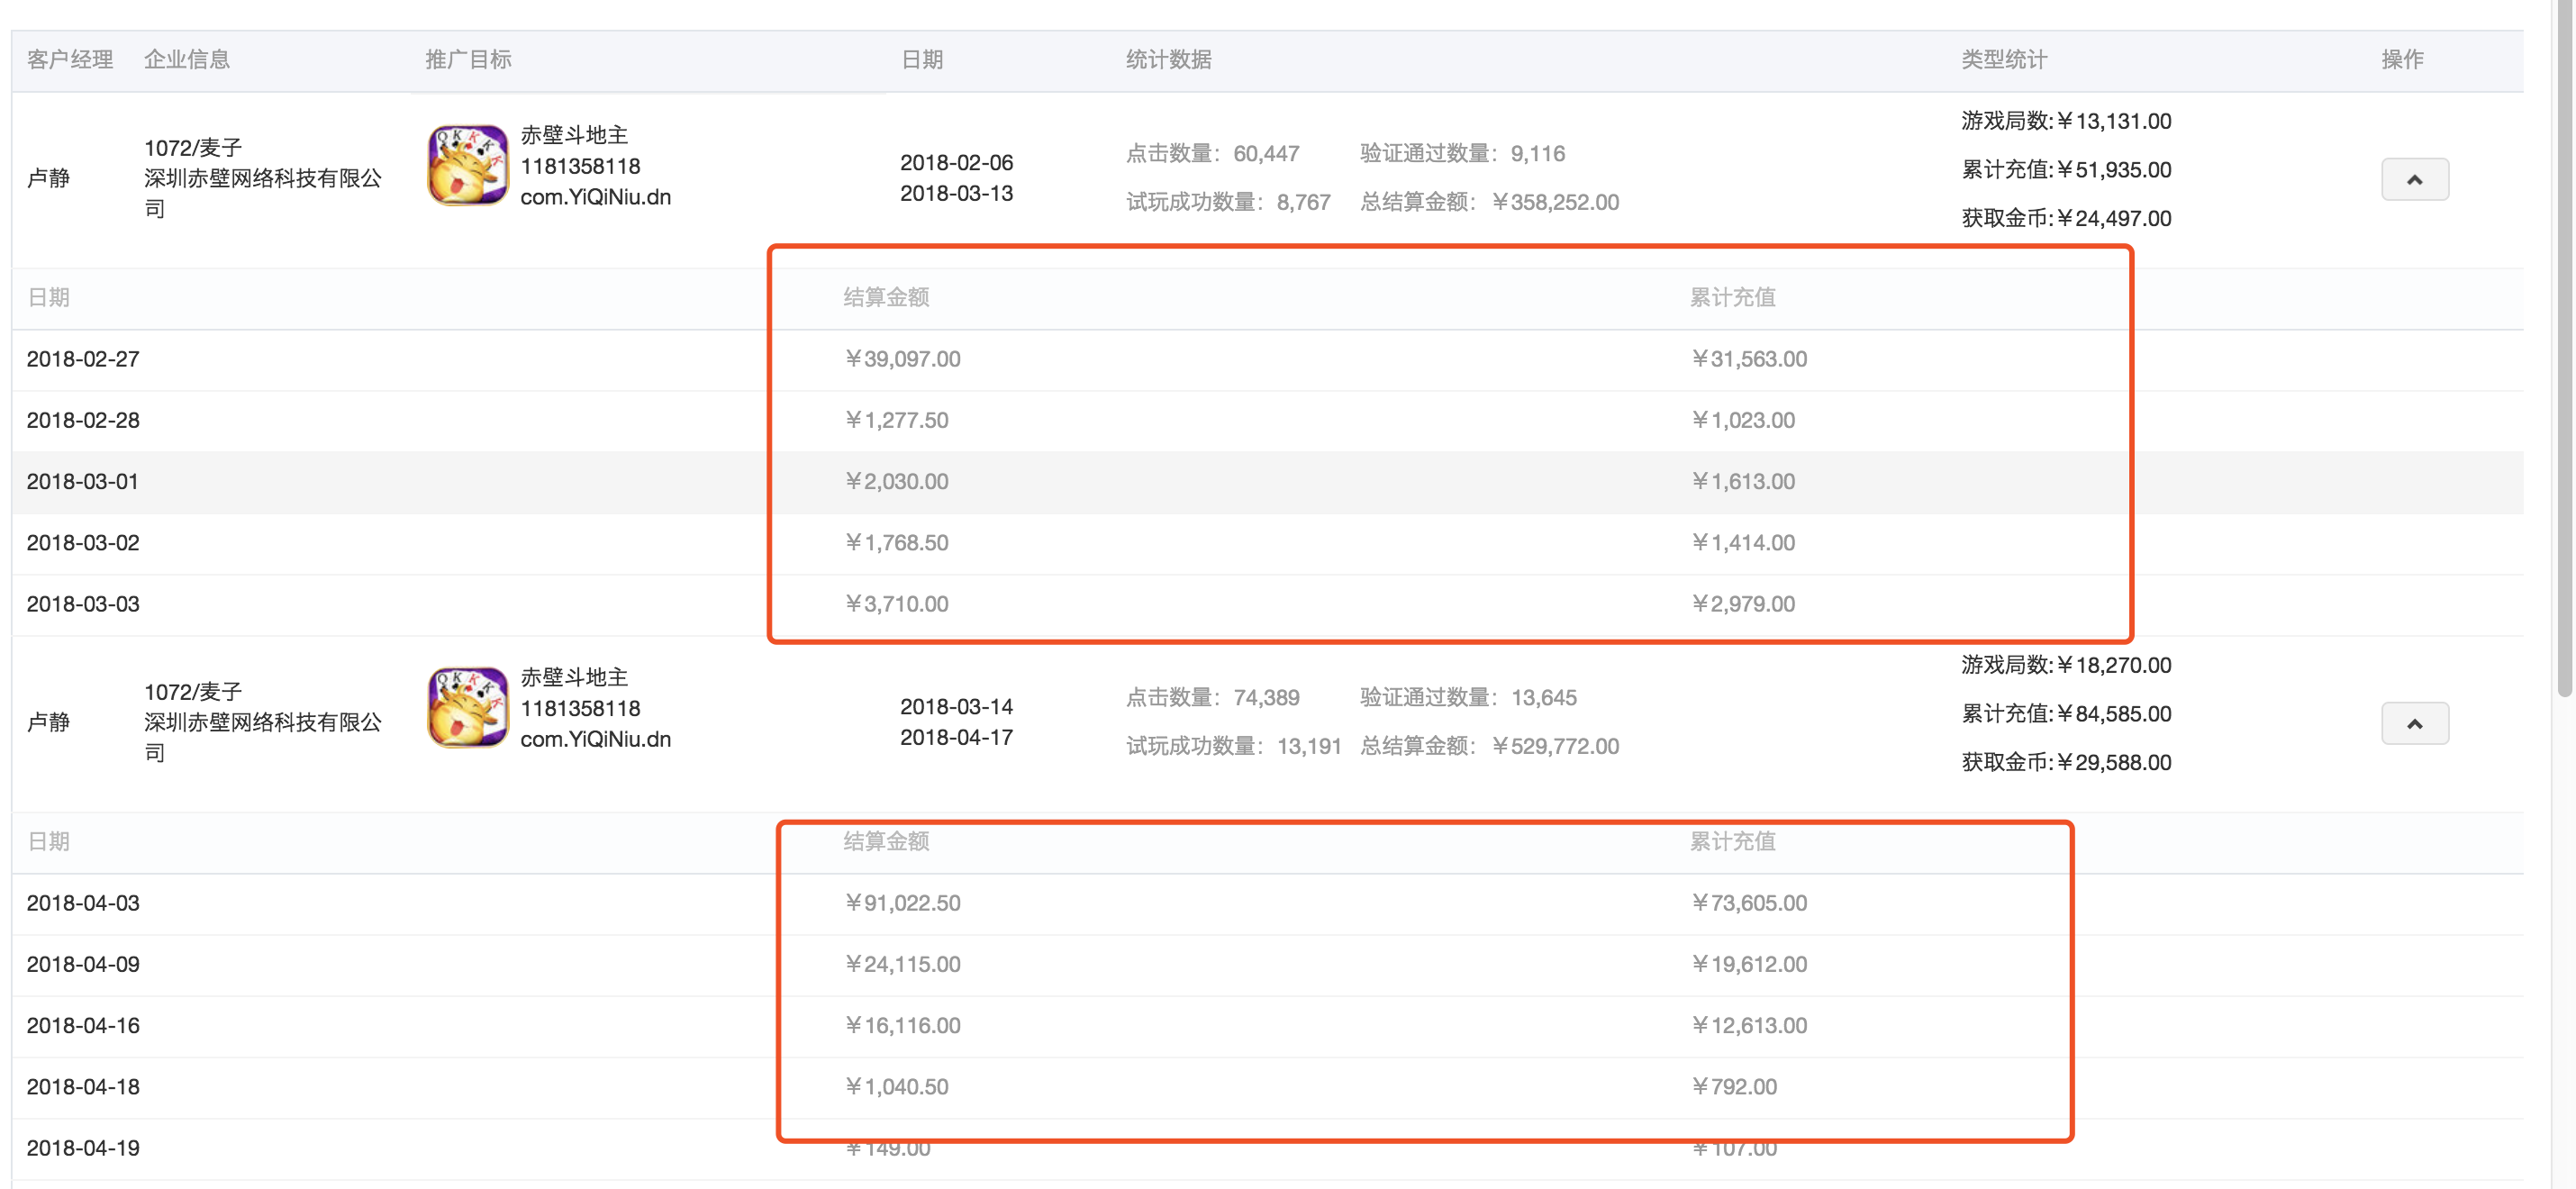 客户经理 企业信息 推广目标 日期 统计数据 类型统计 操作
卢静
1072/麦子
深圳赤壁网络科技有限公
司
赤壁斗地主
1181358118
com.YiQiNiu.dn
2018-02-06
2018-03-13
点击数量：60,447 验证通过数量：9,116
试玩成功数量：8,767 总结算金额：￥358,252.00
游戏局数:￥13,131.00
累计充值:￥51,935.00
获取金币:￥24,497.00
日期 结算金额 累计充值
2018-02-27 ￥39,097.00 ￥31,563.00
2018-02-28 ￥1,277.50 ￥1,023.00
2018-03-01 ￥2,030.00 ￥1,613.00
2018-03-02 ￥1,768.50 ￥1,414.00
2018-03-03 ￥3,710.00 ￥2,979.00
卢静
1072/麦子
深圳赤壁网络科技有限公
司
赤壁斗地主
1181358118
com.YiQiNiu.dn
2018-03-14
2018-04-17
点击数量：74,389 验证通过数量：13,645
试玩成功数量：13,191 总结算金额：￥529,772.00
游戏局数:￥18,270.00
累计充值:￥84,585.00
获取金币:￥29,588.00
日期 结算金额 累计充值
2018-04-03 ￥91,022.50 ￥73,605.00
2018-04-09 ￥24,115.00 ￥19,612.00
2018-04-16 ￥16,116.00 ￥12,613.00
2018-04-18 ￥1,040.50 ￥792.00
2018-04-19 ￥149.00 ￥107.00